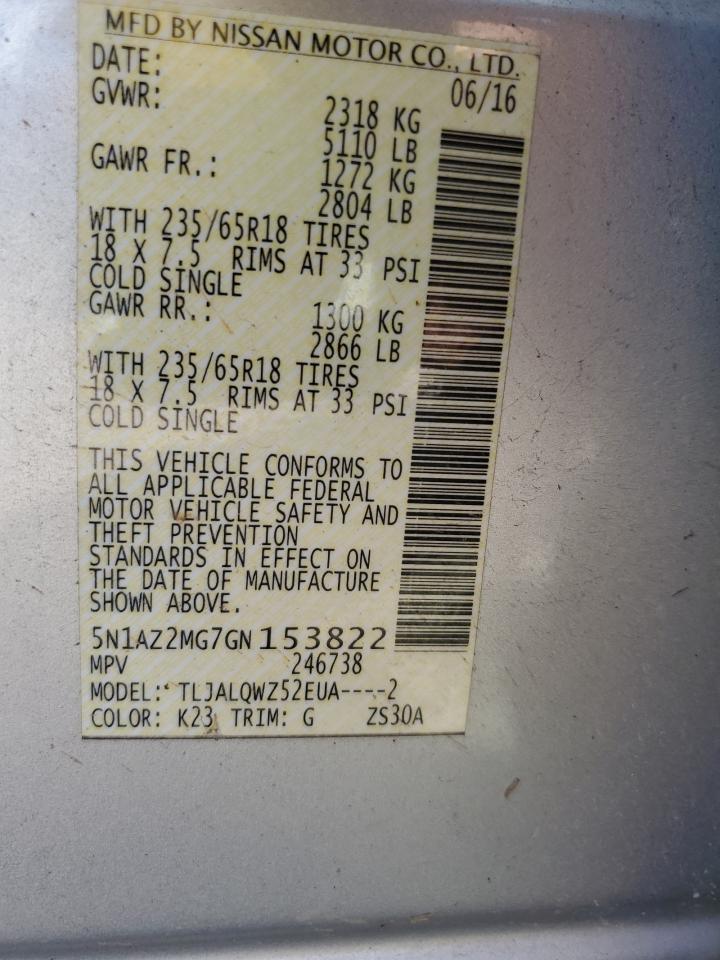 MFD BY NISSAN MOTOR CO., LTD.
DATE: 06/16
GVWR: 2318 KG
5110 LB
GAWR FR.: 1272 KG
2804 LB
WITH 235/65R18 TIRES
18 X 7.5 RIMS AT 33 PSI
COLD SINGLE
GAWR RR.: 1300 KG
2866 LB
WITH 235/65R18 TIRES
18 X 7.5 RIMS AT 33 PSI
COLD SINGLE
THIS VEHICLE CONFORMS TO
ALL APPLICABLE FEDERAL
MOTOR VEHICLE SAFETY AND
THEFT PREVENTION
STANDARDS IN EFFECT ON
THE DATE OF MANUFACTURE
SHOWN ABOVE.
5N1AZ2MG7GN153822
MPV 246738
MODEL: TLJALQWZ52EUA----2
COLOR: K23 TRIM: G ZS30A